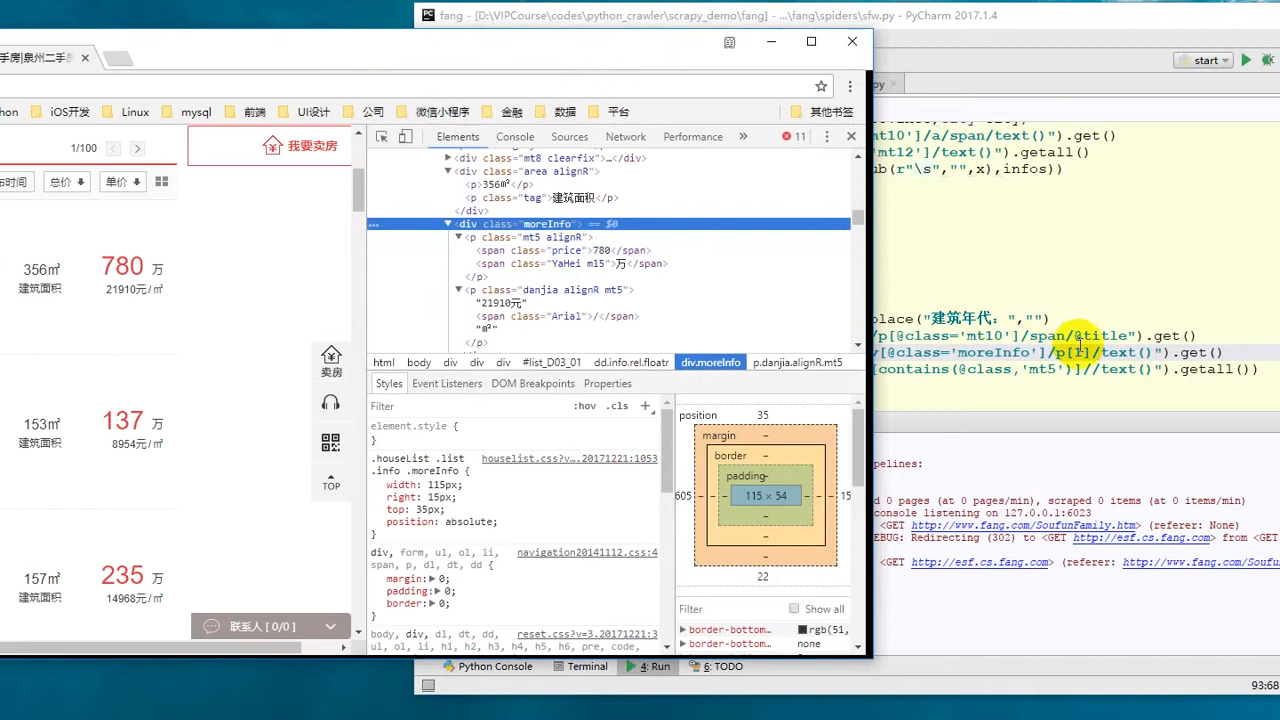 fang - [D:\VIPCourse\codes\python_crawler\scrapy_demo\fang] - ...\fang\spiders\sfw.py - PyCharm 2017.1.4
start
手房|泉州二手房
hon
iOS开发
Linux
mysql
前端
UI设计
公司
微信小程序
金融
数据
平台
其他书签
1/100
我要卖房
布时间
总价
单价
356㎡
780 万
建筑面积
21910元/㎡
153㎡
137 万
建筑面积
8954元/㎡
157㎡
235 万
建筑面积
14968元/㎡
卖房
TOP
联系人 [ 0/0 ]
Elements
Console
Sources
Network
Performance
11
<div class="mt8 clearfix">…</div>
<div class="area alignR">
<p>356㎡</p>
<p class="tag">建筑面积</p>
</div>
<div class="moreInfo"> == $0
<p class="mt5 alignR">
<span class="price">780</span>
<span class="YaHei ml5">万</span>
</p>
<p class="danjia alignR mt5">
"21910元"
<span class="Arial">/</span>
"㎡"
</p>
html
body
div
#list_D03_01
dd.info.rel.floatr
div.moreInfo
p.danjia.alignR.mt5
Styles
Event Listeners
DOM Breakpoints
Properties
Filter
:hov
.cls
element.style {
}
.houseList .list
houselist.css?v….20171221:1053
.info .moreInfo {
width: 115px;
right: 15px;
top: 35px;
position: absolute;
}
div, form, ul, ol, li,
navigation20141112.css:4
span, p, dl, dt, dd {
margin: 0;
padding: 0;
border: 0;
}
body, div, dl, dt, dd,
reset.css?v=3.20171221:3
ul, ol, li, h1, h2,
h3, h4, h5, h6, pre, code,
position
35
margin
–
border
–
padding
–
605
–
–
–
115 × 54
–
–
–
15
–
–
–
22
Filter
Show all
border-bottom…
rgb(51,
border-bottom…
none
py
mt10']/a/span/text()").get()
'mt12']/text()").getall()
ub(r"\s","",x),infos))
place("建筑年代：","")
/p[@class='mt10']/span/@title").get()
v[@class='moreInfo']/p[1]/text()").get()
[contains(@class,'mt5')]//text()").getall())
pelines:
d 0 pages (at 0 pages/min), scraped 0 items (at 0 items/min)
console listening on 127.0.0.1:6023
<GET http://www.fang.com/SoufunFamily.htm> (referer: None)
EBUG: Redirecting (302) to <GET http://esf.cs.fang.com> from <GET
<GET http://esf.cs.fang.com> (referer: http://www.fang.com/Soufu
Python Console
Terminal
4: Run
6: TODO
93:68